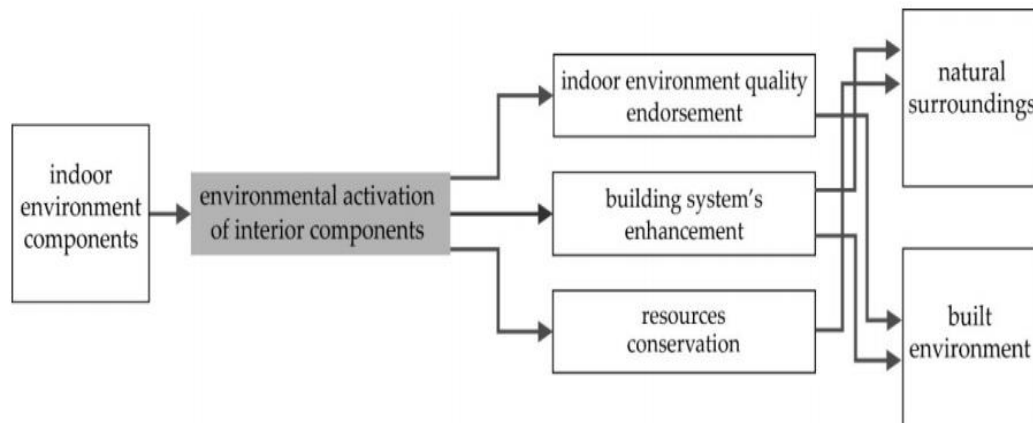 indoor
environment
components
environmental activation
of interior components
indoor environment quality
endorsement
building system's
enhancement
resources
conservation
natural
surroundings
built
environment